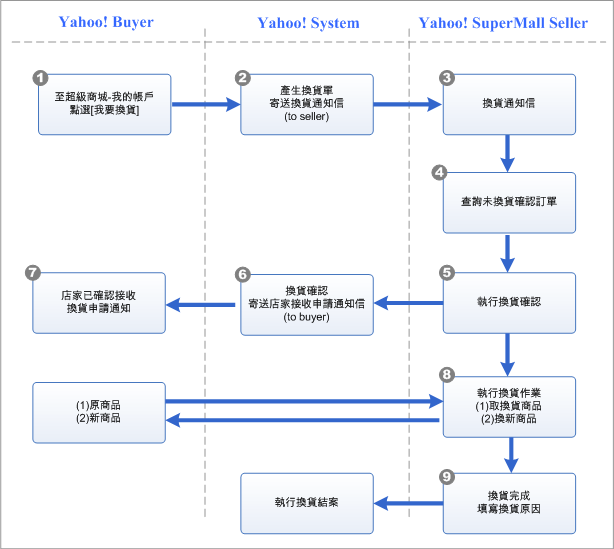 Yahoo! Buyer
Yahoo! System
Yahoo! SuperMall Seller
1
至超級商城-我的帳戶
點選[我要換貨]
2
產生換貨單
寄送換貨通知信
(to seller)
3
換貨通知信
4
查詢未換貨確認訂單
7
店家已確認接收
換貨申請通知
6
換貨確認
寄送店家接收申請通知信
(to buyer)
5
執行換貨確認
(1)原商品
(2)新商品
8
執行換貨作業
(1)取換貨商品
(2)換新商品
執行換貨結案
9
換貨完成
填寫換貨原因